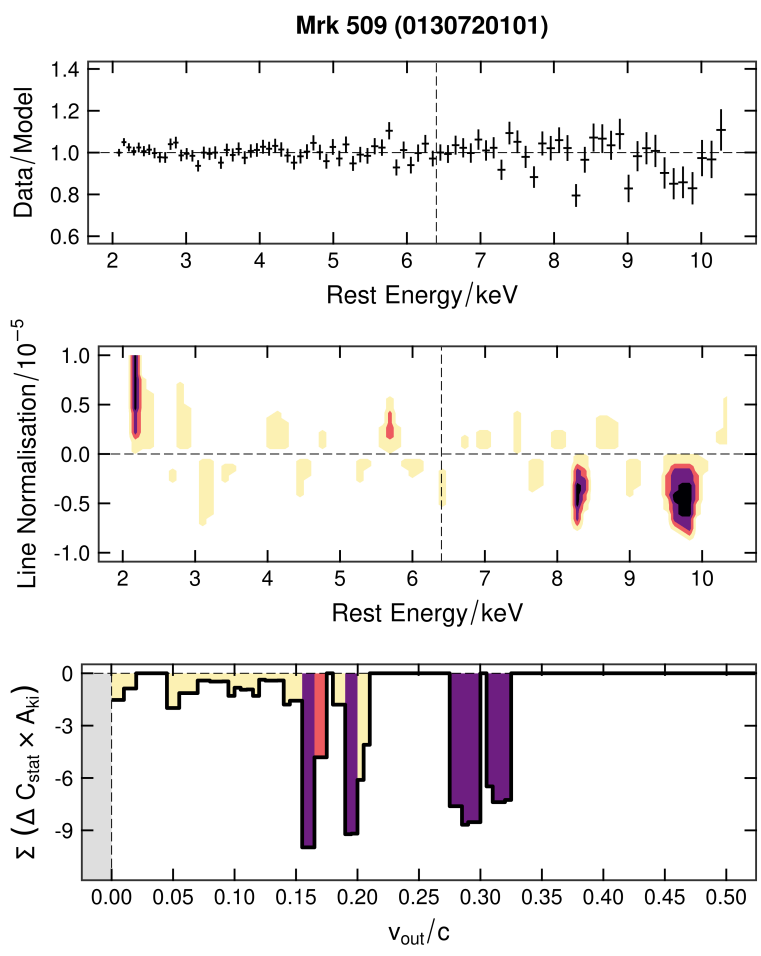 Mrk 509 (0130720101)
1.4
1.2
1.0
0.8
0.6
Data/Model
2 3 4 5 6 7 8 9 10
Rest Energy/keV
1.0
0.5
0.0
-0.5
-1.0
Line Normalisation/10⁻⁵
2 3 4 5 6 7 8 9 10
Rest Energy/keV
0
-3
-6
-9
Σ (Δ C_stat × A_ki)
0.00 0.05 0.10 0.15 0.20 0.25 0.30 0.35 0.40 0.45 0.50
v_out/c